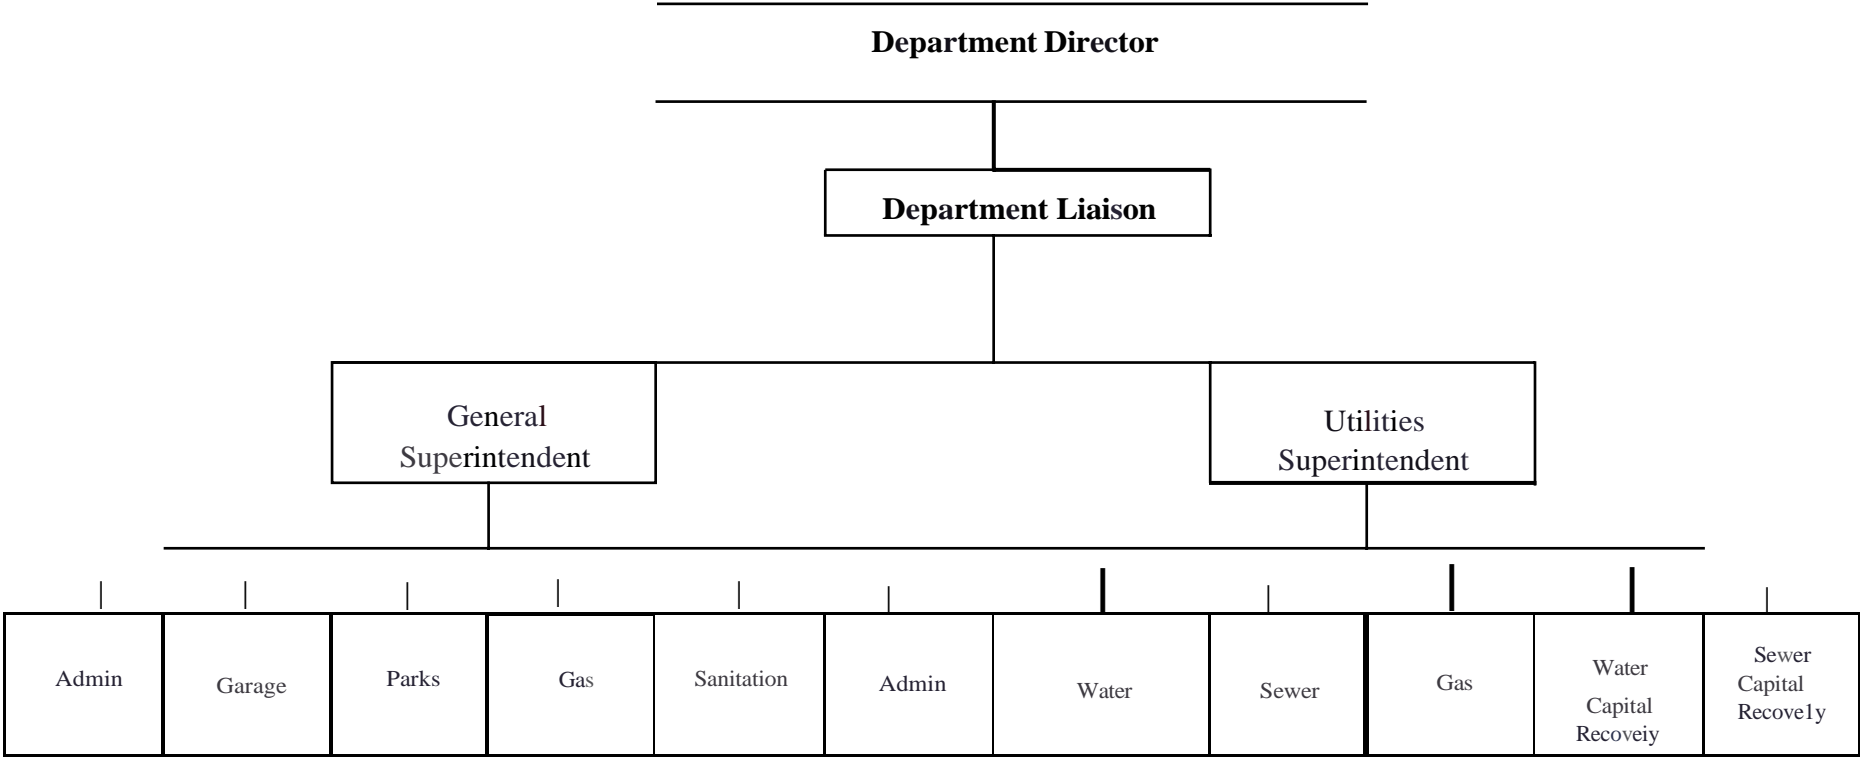 Department Director
Department Liaison
General
Superintendent
Utilities
Superintendent
Admin
Garage
Parks
Gas
Sanitation
Admin
Water
Sewer
Gas
Water
Capital
Recoveiy
Sewer
Capital
Recove1y